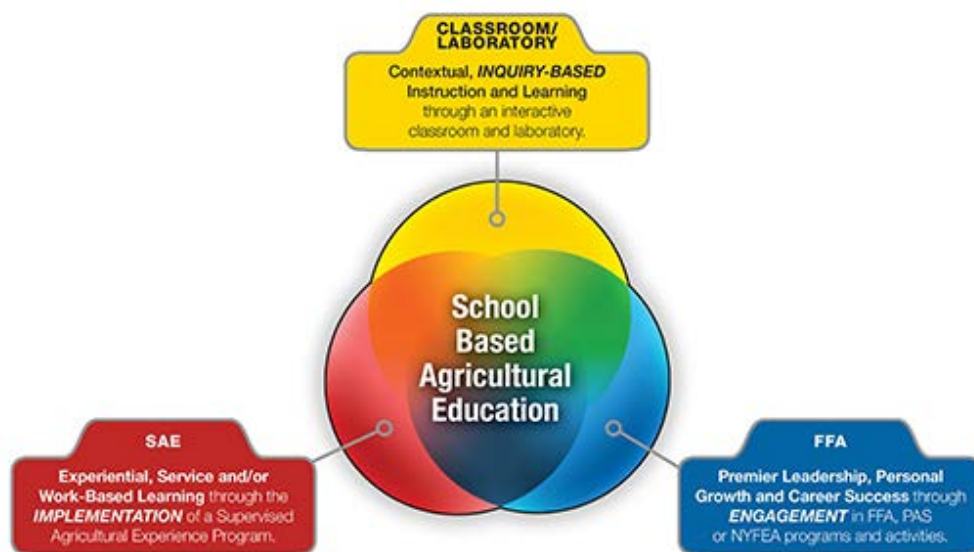 CLASSROOM/
LABORATORY
Contextual, INQUIRY-BASED
Instruction and Learning
through an interactive
classroom and laboratory.
School
Based
Agricultural
Education
SAE
Experiential, Service and/or
Work-Based Learning through the
IMPLEMENTATION of a Supervised
Agricultural Experience Program.
FFA
Premier Leadership, Personal
Growth and Career Success through
ENGAGEMENT in FFA, PAS
or NYFEA programs and activities.